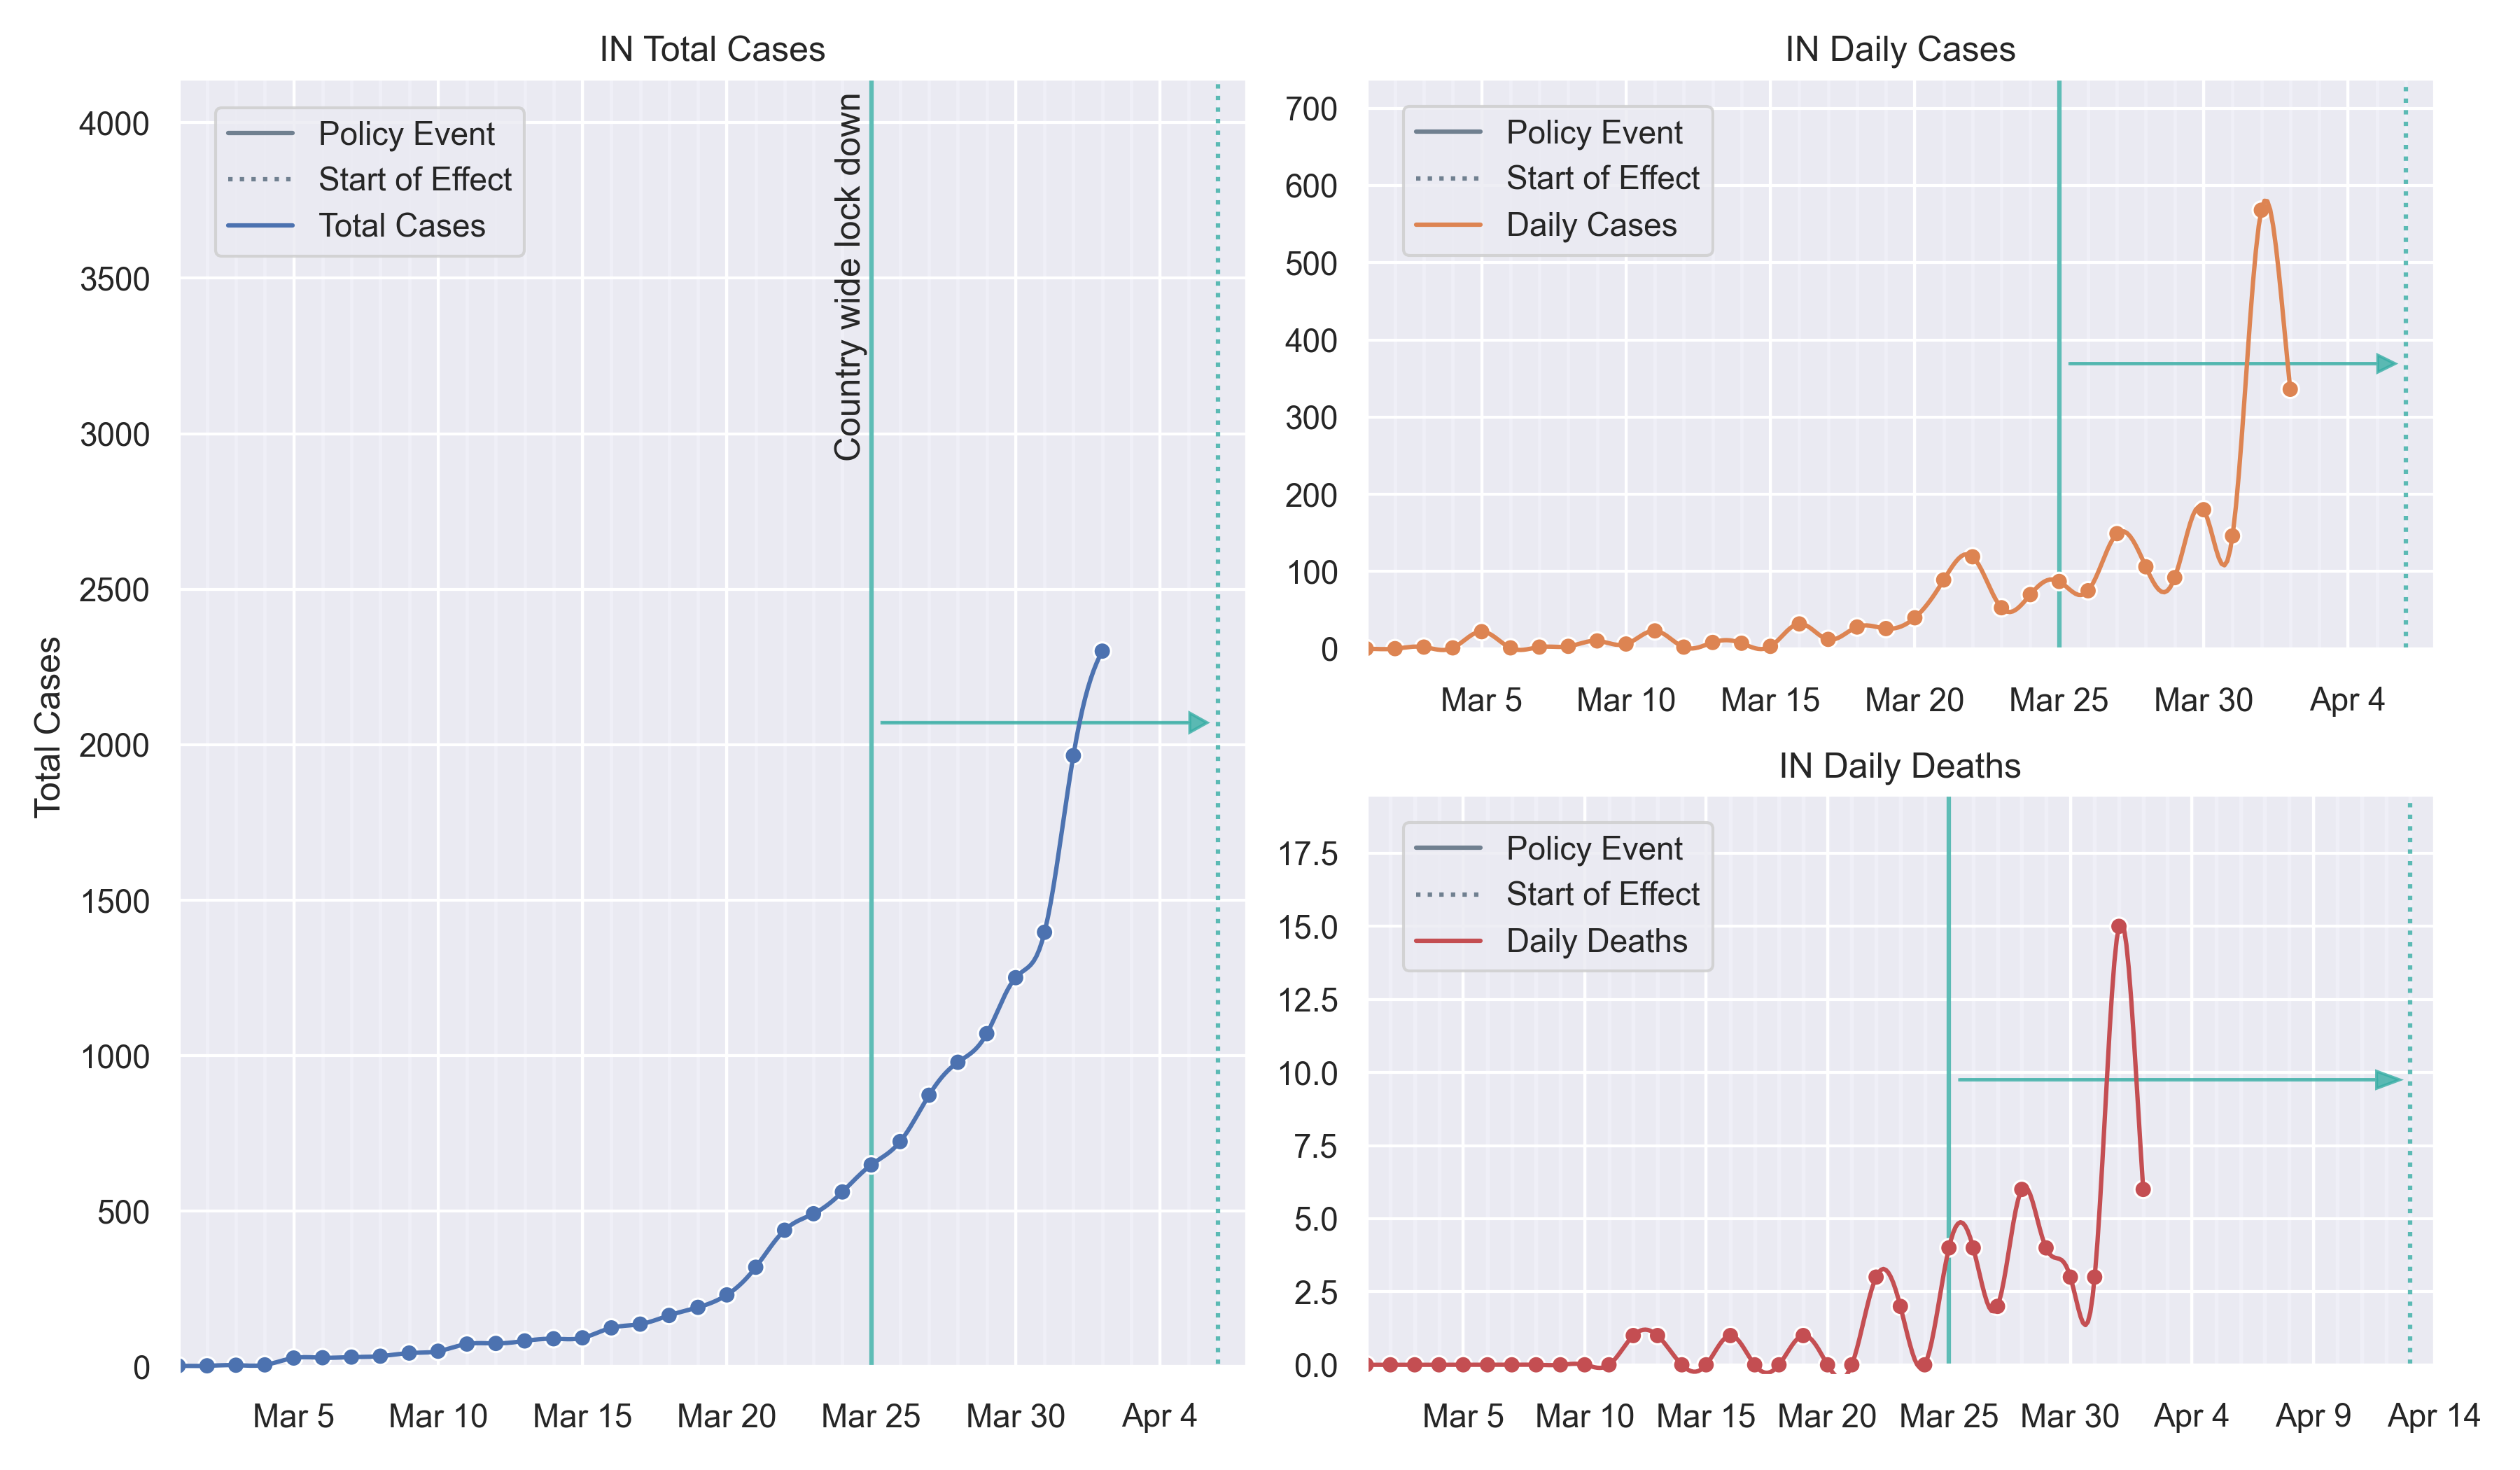 IN Total Cases
Total Cases
4000
3500
3000
2500
2000
1500
1000
500
0
Policy Event
Start of Effect
Total Cases
Country wide lock down
Mar 5
Mar 10
Mar 15
Mar 20
Mar 25
Mar 30
Apr 4
IN Daily Cases
700
600
500
400
300
200
100
0
Policy Event
Start of Effect
Daily Cases
Mar 5
Mar 10
Mar 15
Mar 20
Mar 25
Mar 30
Apr 4
IN Daily Deaths
17.5
15.0
12.5
10.0
7.5
5.0
2.5
0.0
Policy Event
Start of Effect
Daily Deaths
Mar 5
Mar 10
Mar 15
Mar 20
Mar 25
Mar 30
Apr 4
Apr 9
Apr 14